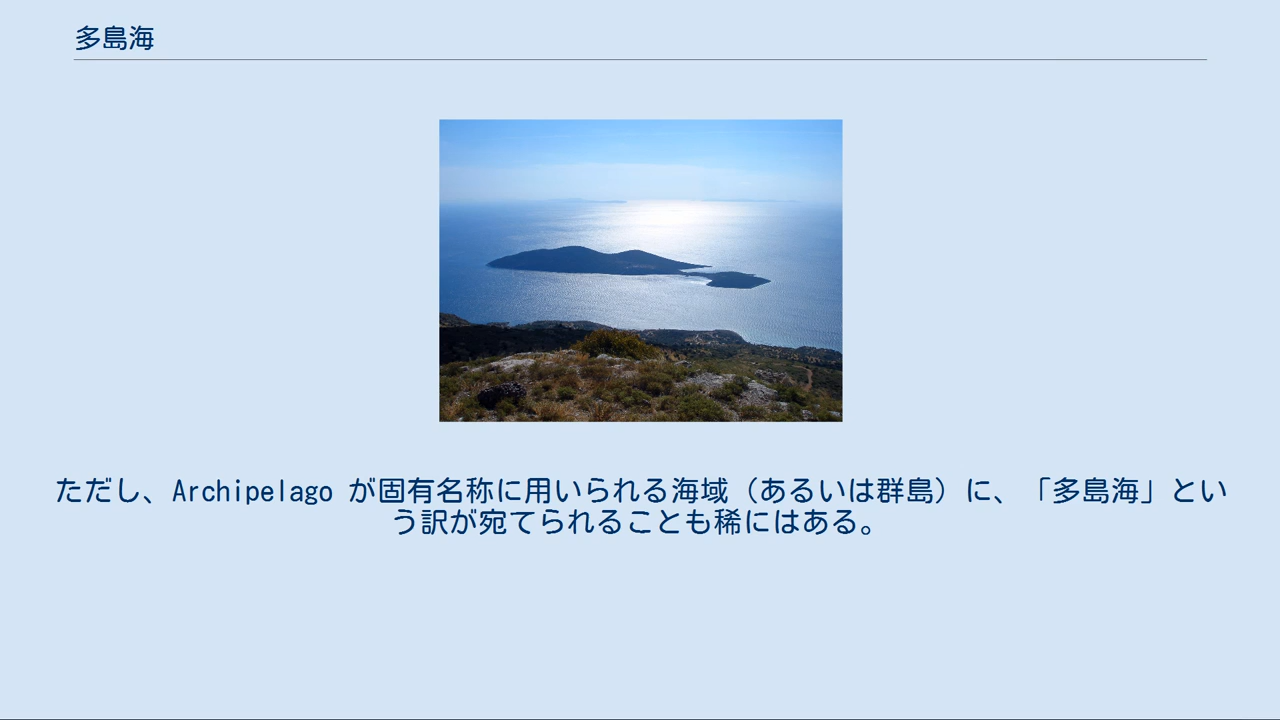 多島海
ただし、Archipelago が固有名称に用いられる海域（あるいは群島）に、「多島海」とい
う訳が宛てられることも稀にはある。